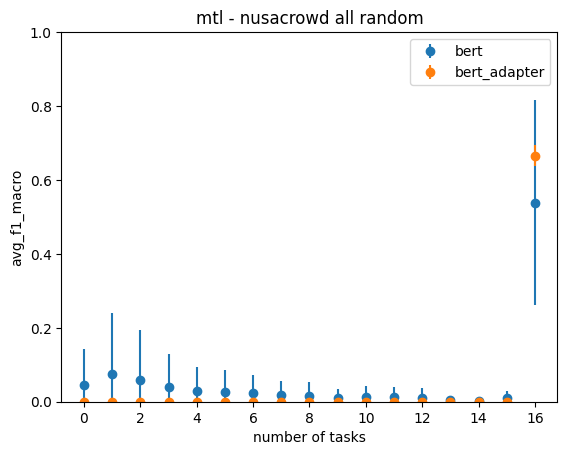 mtl - nusacrowd all random
bert
bert_adapter
avg_f1_macro
1.0
0.8
0.6
0.4
0.2
0.0
0 2 4 6 8 10 12 14 16
number of tasks